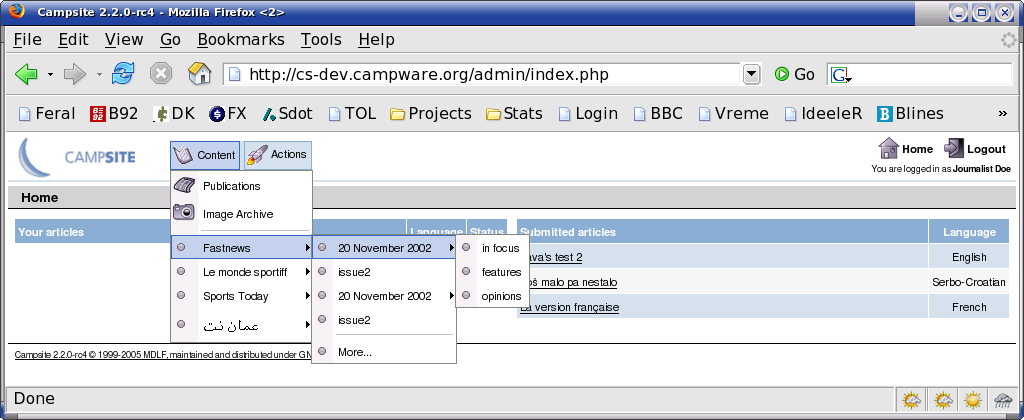 Campsite 2.2.0-rc4 - Mozilla Firefox <2>
File Edit View Go Bookmarks Tools Help
http://cs-dev.campware.org/admin/index.php Go G
Feral B92 DK FX Sdot TOL Projects Stats Login BBC Vreme IdeeleR Blines »
CAMPSITE Content Actions Home Logout
You are logged in as Journalist Doe
Home
Publications
Image Archive
Your articles Language Status Submitted articles Language
Fastnews 20 November 2002 in focus
Le monde sportiff issue2 features
Sports Today 20 November 2002 opinions
عمان نت issue2
More...
ava's test 2 English
oš malo pa nestalo Serbo-Croatian
La version française French
Campsite 2.2.0-rc4 © 1999-2005 MDLF, maintained and distributed under GN
Done